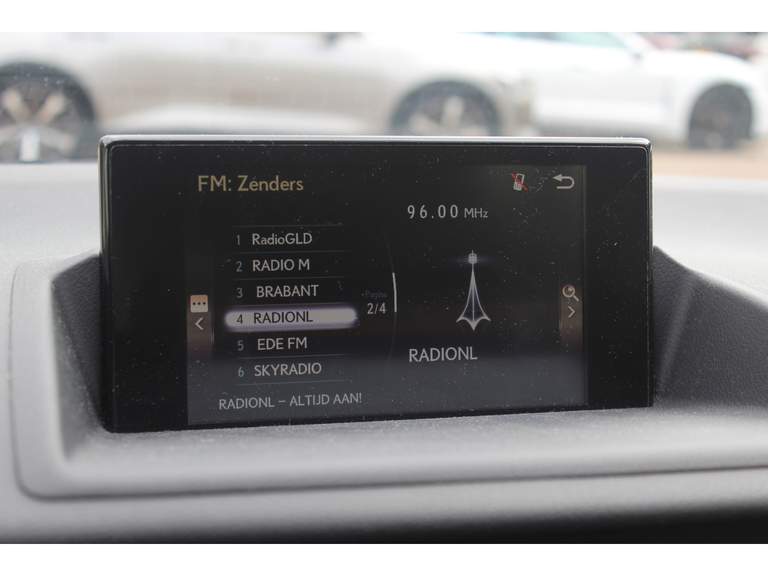 FM: Zenders
96.00 MHz
1 RadioGLD
2 RADIO M
3 BRABANT
4 RADIONL
5 EDE FM
6 SKYRADIO
Pagina
2/4
RADIONL
RADIONL – ALTIJD AAN!